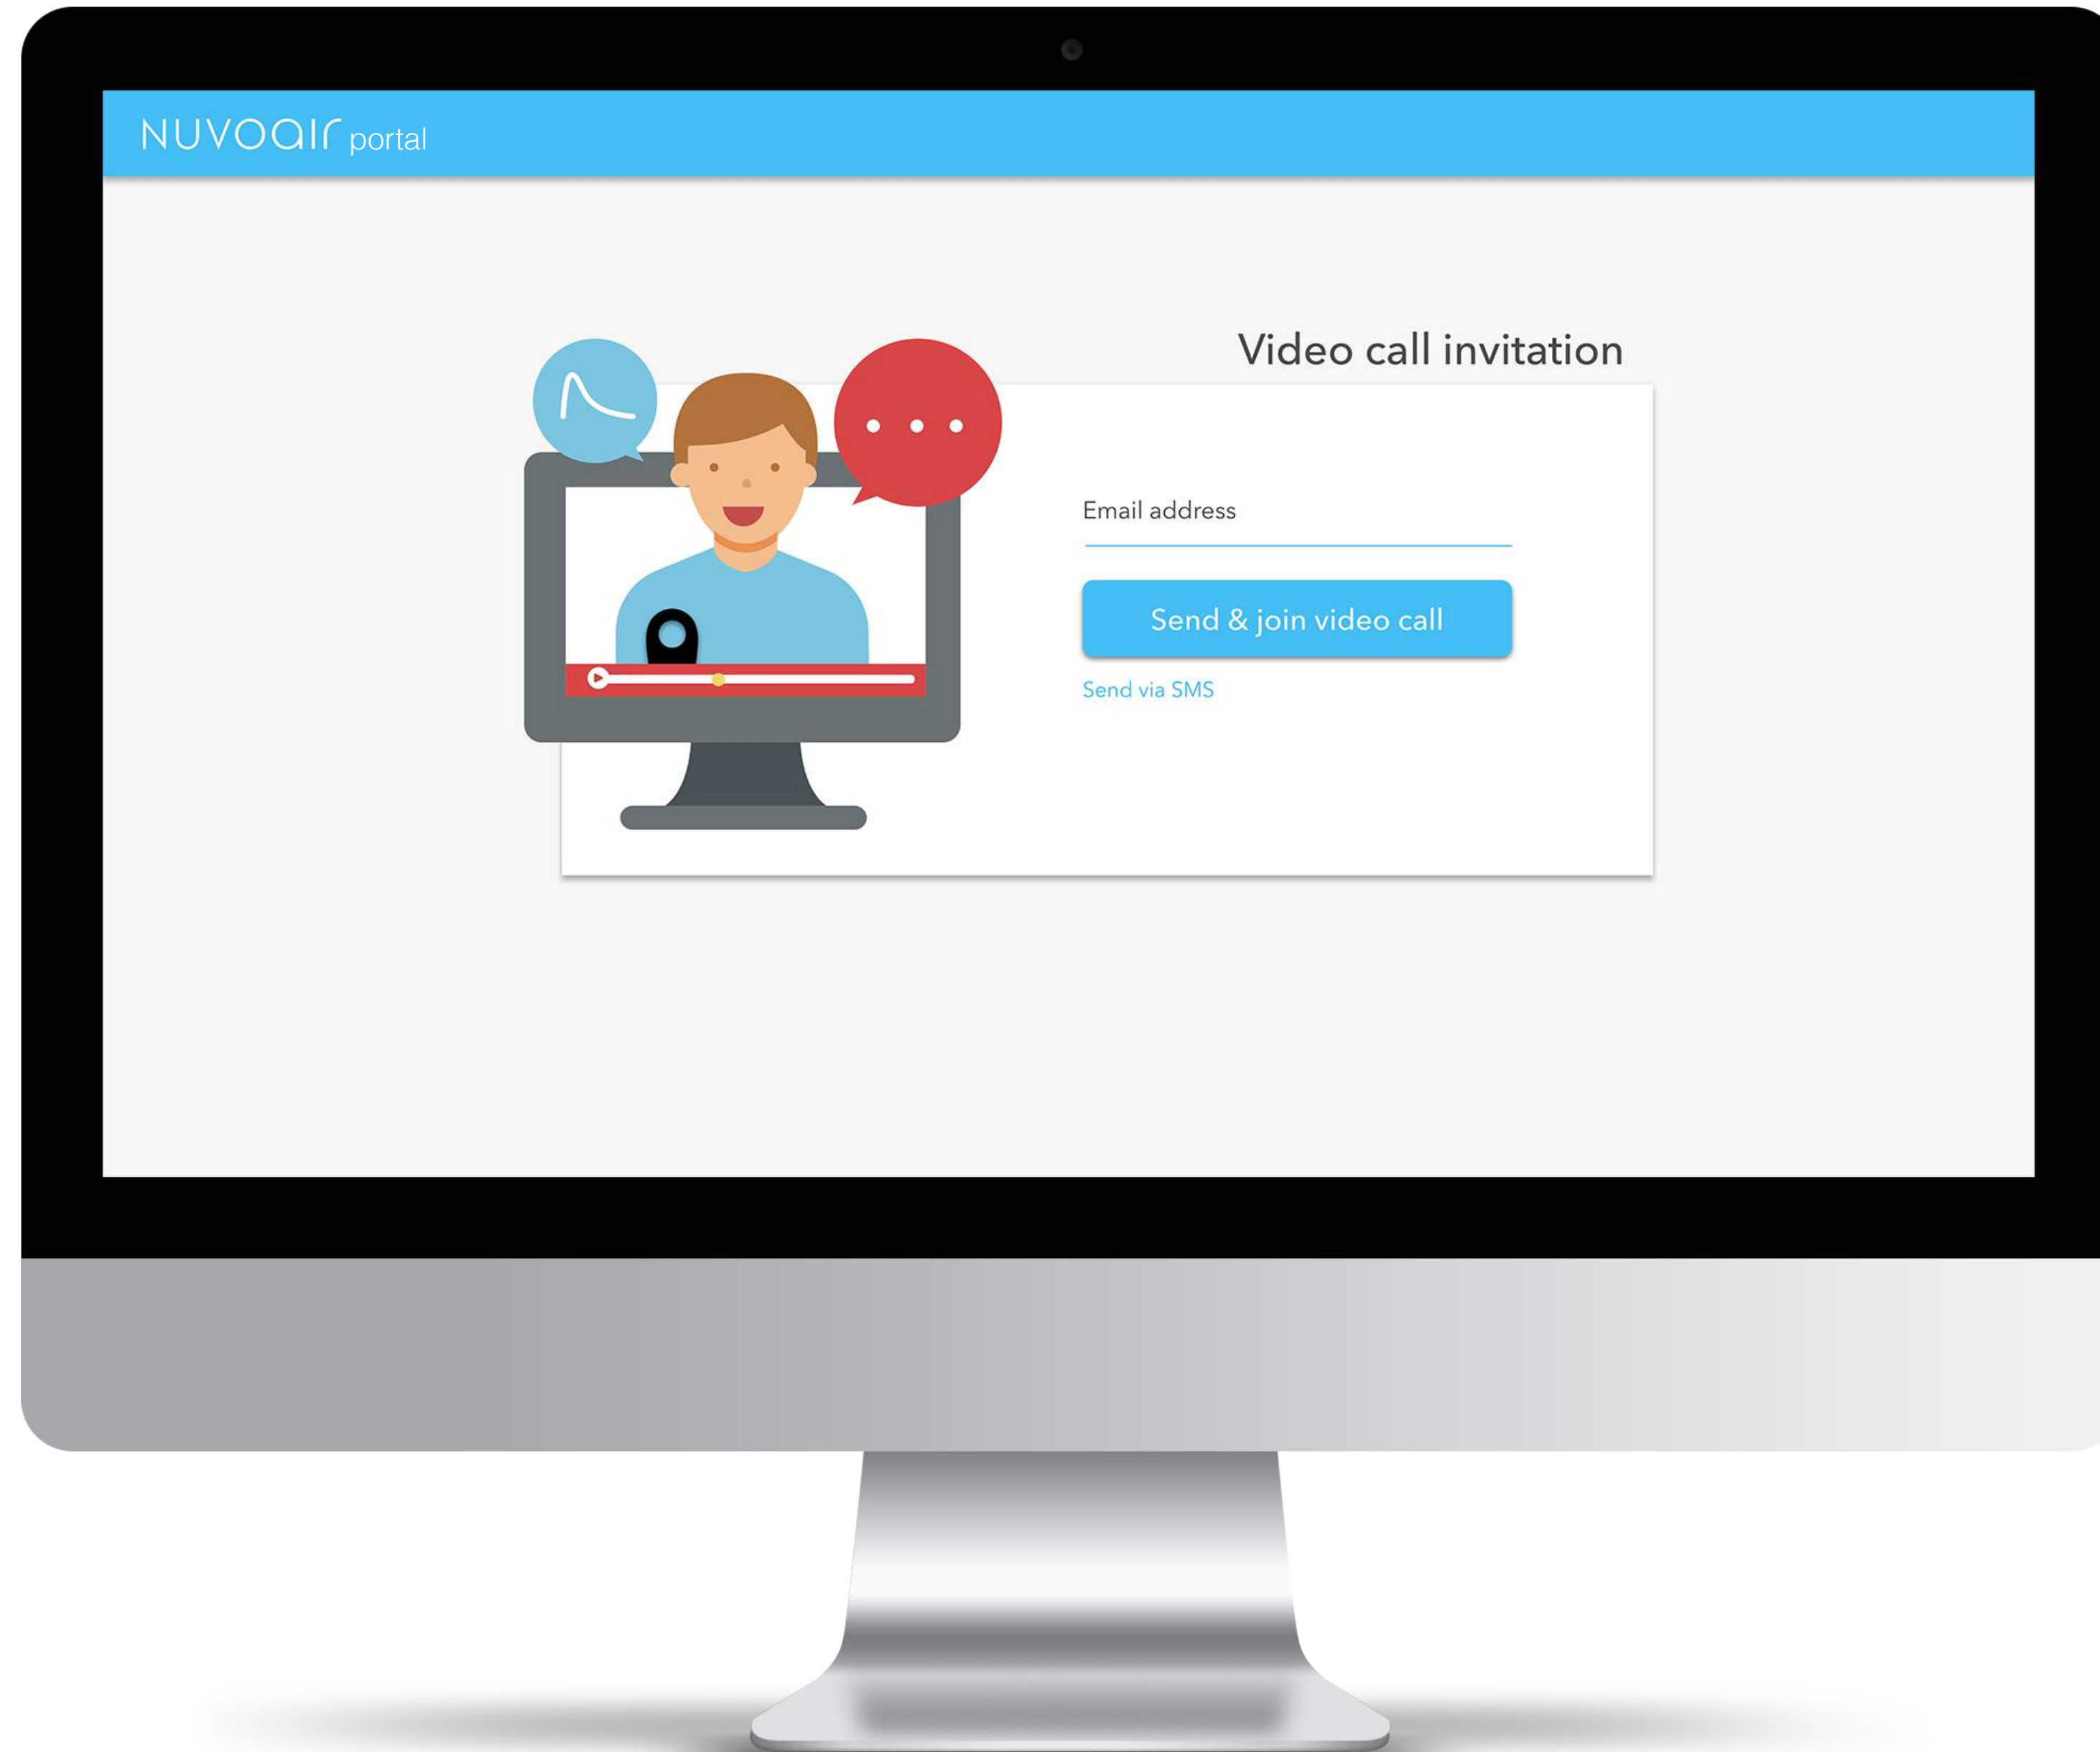 NUVOair portal
Video call invitation
Email address
Send & join video call
Send via SMS